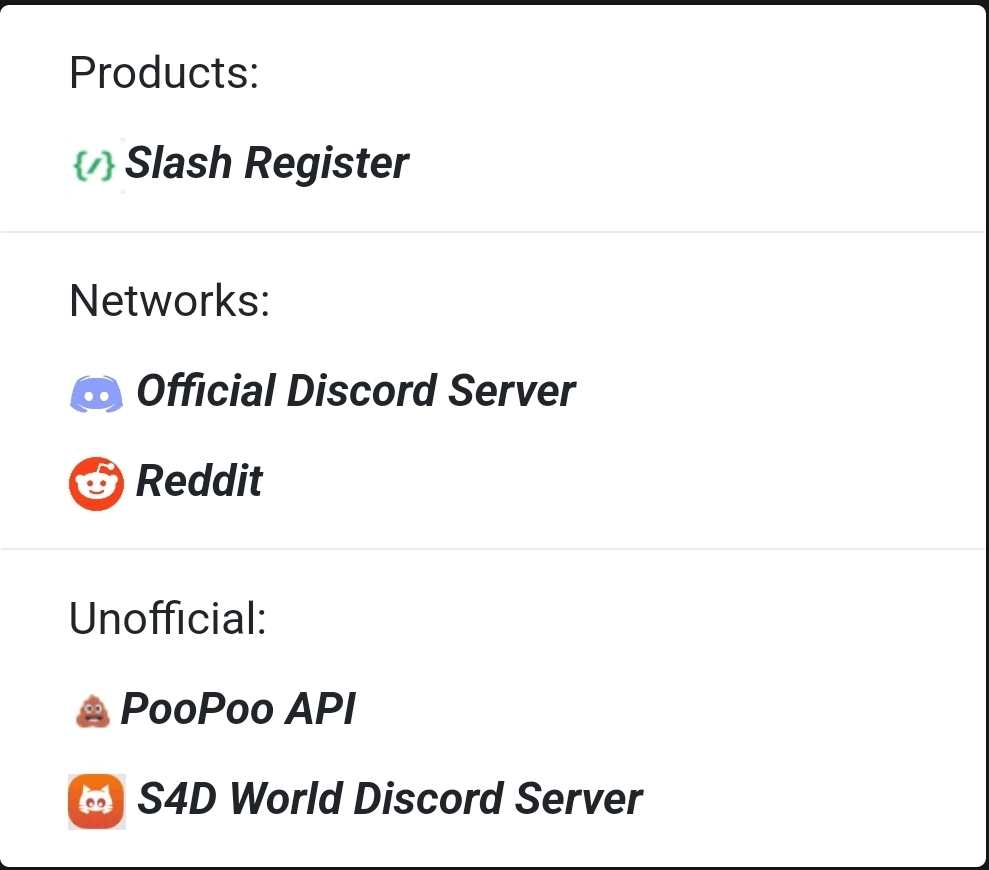 Products:
Slash Register
Networks:
Official Discord Server
Reddit
Unofficial:
PooPoo API
S4D World Discord Server